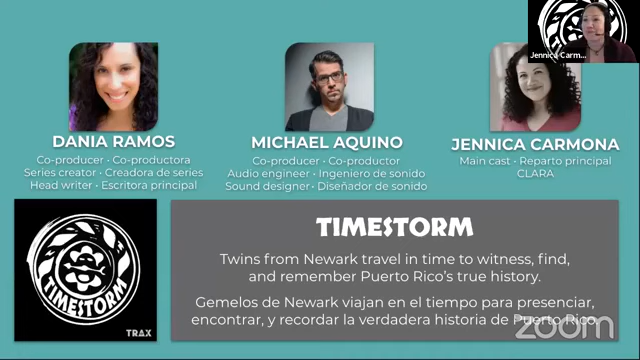 Jennica Carm...
DANIA RAMOS
Co-producer • Co-productora
Series creator • Creadora de series
Head writer • Escritora principal
MICHAEL AQUINO
Co-producer • Co-productor
Audio engineer • Ingeniero de sonido
Sound designer • Diseñador de sonido
JENNICA CARMONA
Main cast • Reparto principal
CLARA
TIMESTORM
TRAX
TIMESTORM
Twins from Newark travel in time to witness, find,
and remember Puerto Rico's true history.
Gemelos de Newark viajan en el tiempo para presenciar,
encontrar, y recordar la verdadera historia de Puerto Rico.
zoom